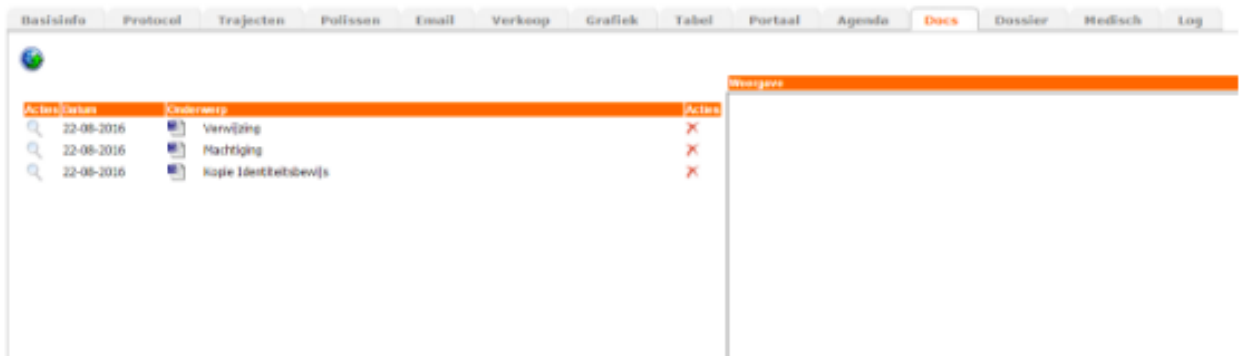 Basisinfo Protocol Trajecten Polissen Email Verkoop Grafiek Tabel Portaal Agenda Docs Dossier Medisch Log
Weergave
Acties Datum Onderwerp Acties
22-08-2016 Verwijzing
22-08-2016 Machtiging
22-08-2016 Kopie Identiteitsbewijs